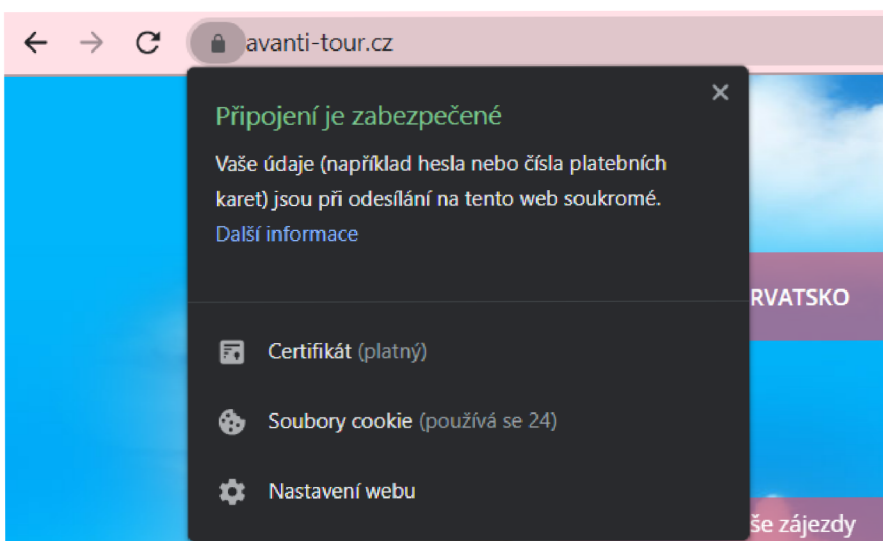 avanti-tour.cz
Připojení je zabezpečené
Vaše údaje (například hesla nebo čísla platebních
karet) jsou při odesílání na tento web soukromé.
Další informace
RVATSKO
Certifikát (platný)
Soubory cookie (používá se 24)
Nastavení webu
še zájezdy